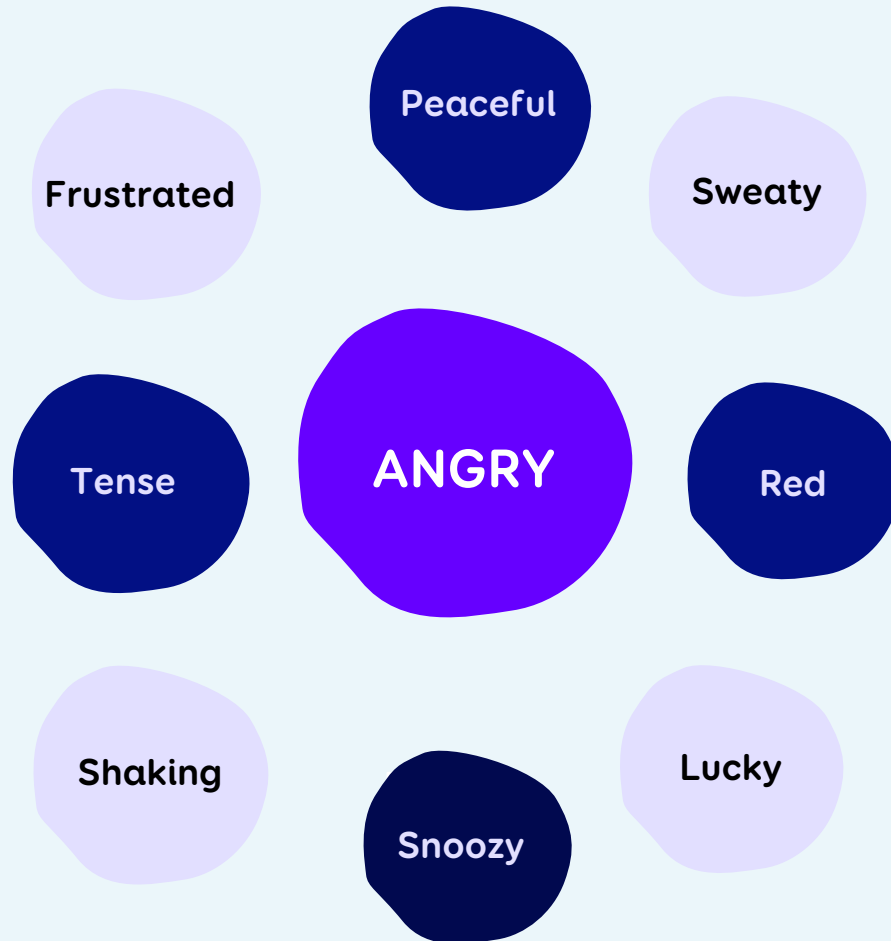 Peaceful
Frustrated
Sweaty
ANGRY
Tense
Red
Shaking
Lucky
Snoozy